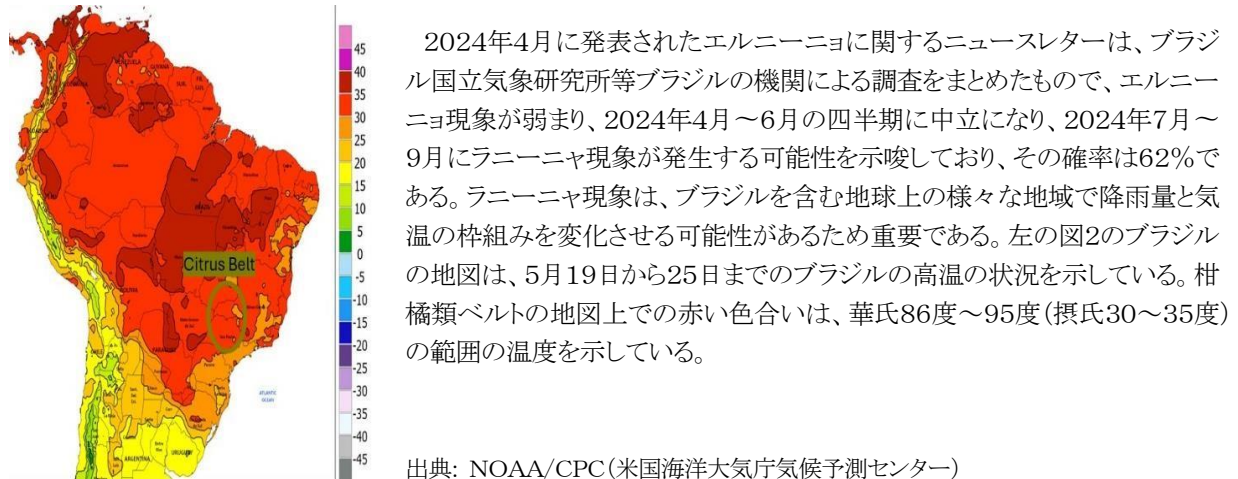 2024年4月に発表されたエルニーニョに関するニュースレターは、ブラジ
ル国立気象研究所等ブラジルの機関による調査をまとめたもので、エルニー
ニョ現象が弱まり、2024年4月～6月の四半期に中立になり、2024年7月～
9月にラニーニャ現象が発生する可能性を示唆しており、その確率は62％で
ある。ラニーニャ現象は、ブラジルを含む地球上の様々な地域で降雨量と気
温の枠組みを変化させる可能性があるため重要である。左の図2のブラジル
の地図は、5月19日から25日までのブラジルの高温の状況を示している。柑
橘類ベルトの地図上での赤い色合いは、華氏86度～95度(摂氏30～35度)
の範囲の温度を示している。
出典: NOAA/CPC(米国海洋大気庁気候予測センター)
Citrus Belt
VENEZUELA
BRAZIL
PARAGUAY
CHILE
ARGENTINA
URUGUAY
ATLANTIC
OCEAN
45
40
35
30
25
20
15
10
5
0
-5
-10
-15
-20
-25
-30
-35
-40
-45